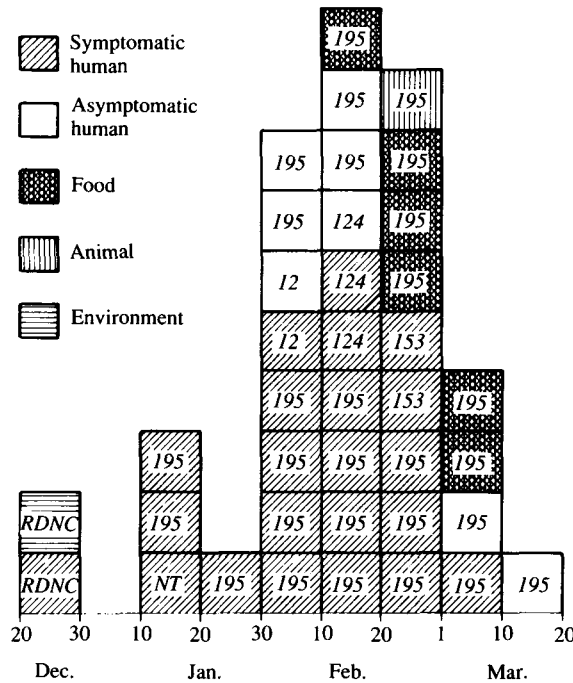 Symptomatic
human
Asymptomatic
human
Food
Animal
Environment
195
195 195
195 195 195
195 124 195
12 124 195
12 124 153
195 195 153 195
195 195 195 195 195
RDNC 195 195 195 195 195
RDNC NT 195 195 195 195 195 195
20 30 10 20 30 10 20 1 10 20
Dec. Jan. Feb. Mar.